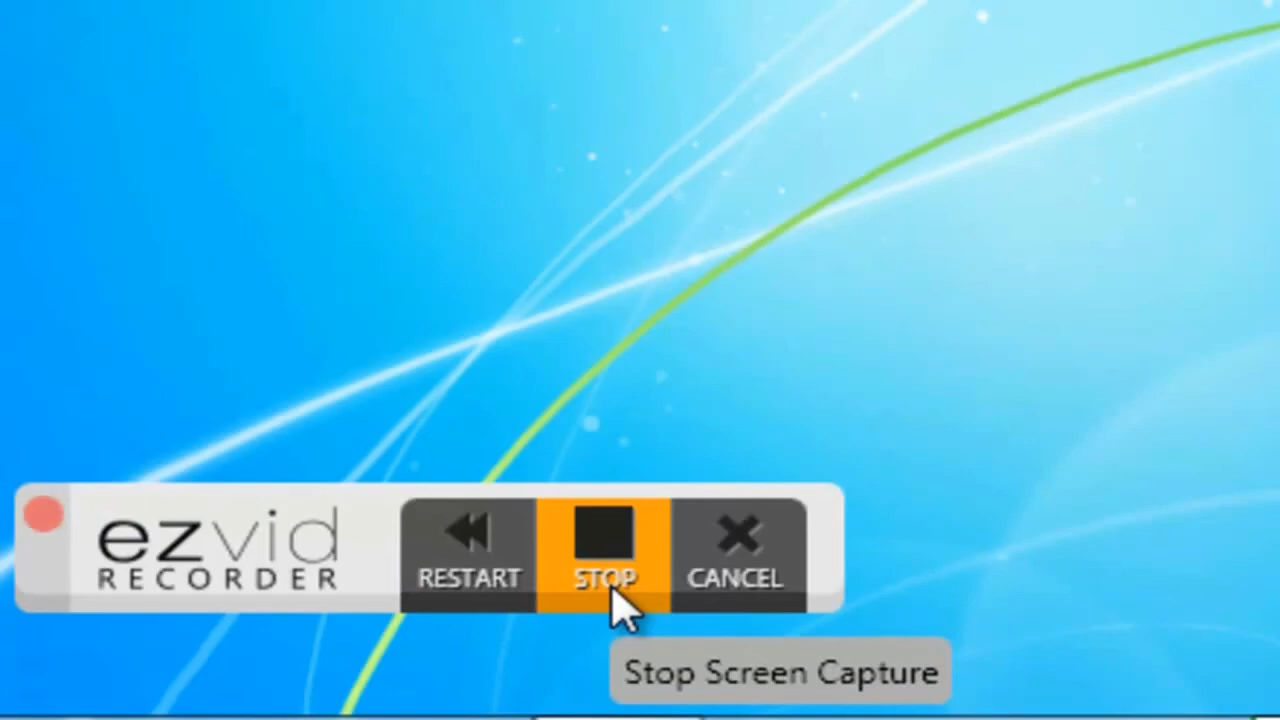 ezvid
RECORDER
RESTART
STOP
CANCEL
Stop Screen Capture